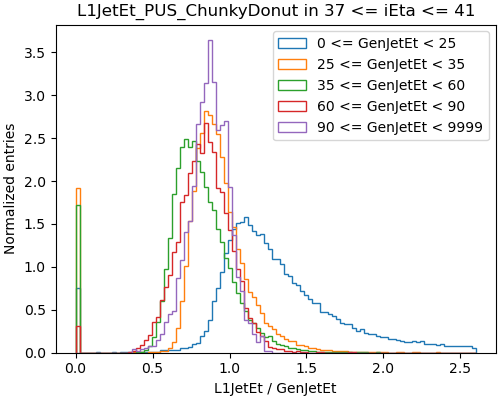 L1JetEt_PUS_ChunkyDonut in 37 <= iEta <= 41
0 <= GenJetEt < 25
25 <= GenJetEt < 35
35 <= GenJetEt < 60
60 <= GenJetEt < 90
90 <= GenJetEt < 9999
Normalized entries
3.5
3.0
2.5
2.0
1.5
1.0
0.5
0.0
0.0 0.5 1.0 1.5 2.0 2.5
L1JetEt / GenJetEt